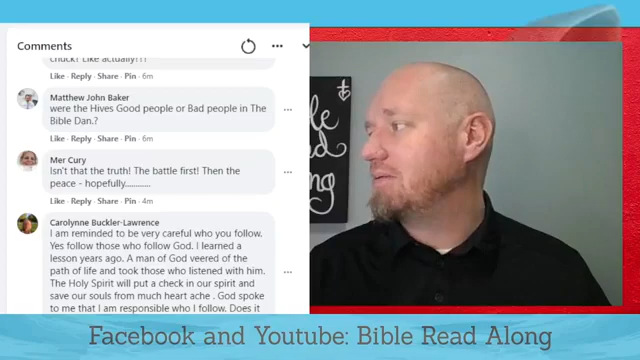 Comments
chuck? Like actually???
Like · Reply · Share · Pin · 6m
Matthew John Baker
were the Hives Good people or Bad people in The
Bible Dan.?
Like · Reply · Share · Pin · 6m
Mer Cury
Isn't that the truth! The battle first! Then the
peace - hopefully............
Like · Reply · Share · Pin · 4m
Carolynne Buckler-Lawrence
I am reminded to be very careful who you follow.
Yes follow those who follow God. I learned a
lesson years ago. A man of God veered of the
path of life and took those who listened with him.
The Holy Spirit will put a check in our spirit and
save our souls from much heart ache . God spoke
to me that I am responsible who I follow. Does it
Facebook and Youtube: Bible Read Along